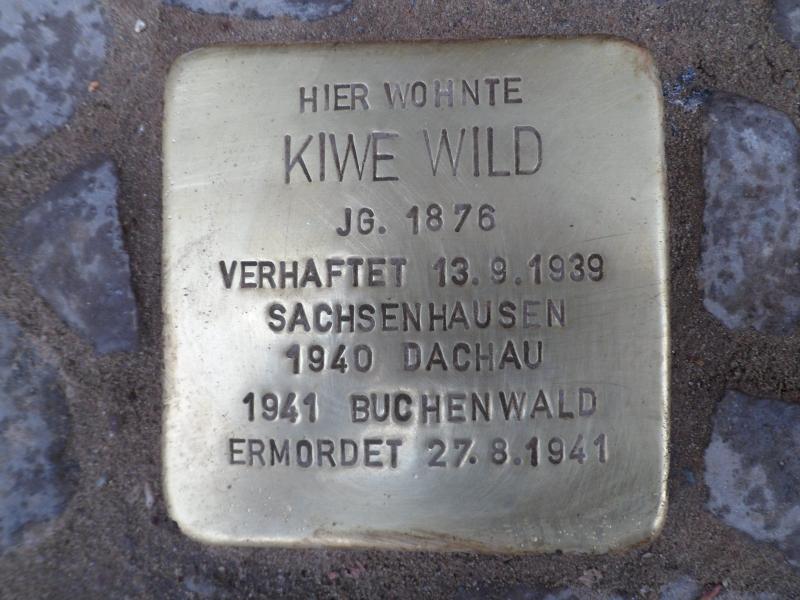 HIER WOHNTE
KIWE WILD
JG. 1876
VERHAFTET 13.9.1939
SACHSENHAUSEN
1940 DACHAU
1941 BUCHENWALD
ERMORDET 27.8.1941